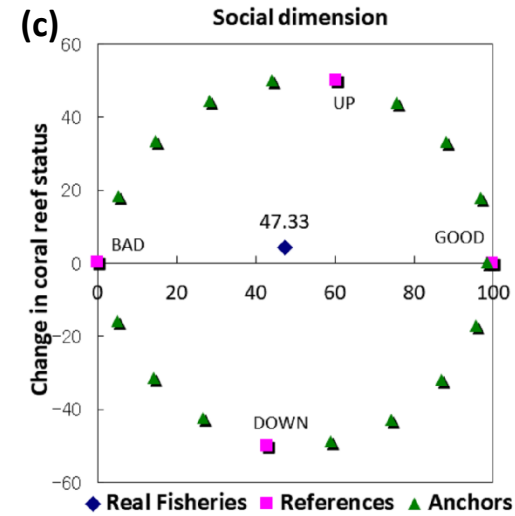 (c)
Social dimension
Change in coral reef status
60
40
20
0
−20
−40
−60
0 20 40 60 80 100
UP
47.33
BAD
GOOD
DOWN
Real Fisheries References Anchors